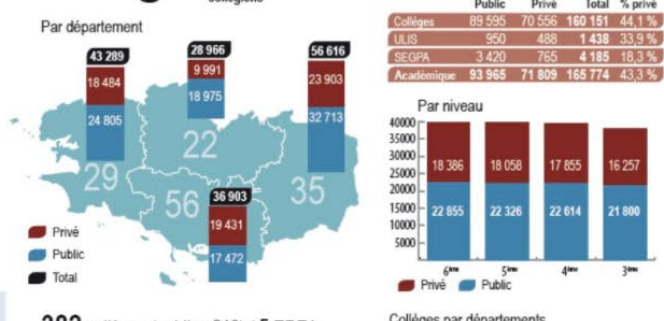 collégiens
Par département
43 289
18 484
24 805
28 966
9 991
18 975
56 616
23 903
32 713
22
29
56
35
36 903
19 431
17 472
Privé
Public
Total
Public Privé Total % privé
Collèges 89 595 70 556 160 151 44,1 %
ULIS 950 488 1 438 33,9 %
SEGPA 3 420 765 4 185 18,3 %
Académique 93 965 71 809 165 774 43,3 %
Par niveau
40000
35000
30000
25000
20000
15000
10000
5000
18 386 18 058 17 855 16 257
22 855 22 326 22 614 21 800
6ème 5ème 4ème 3ème
Privé Public
Collèges par départements